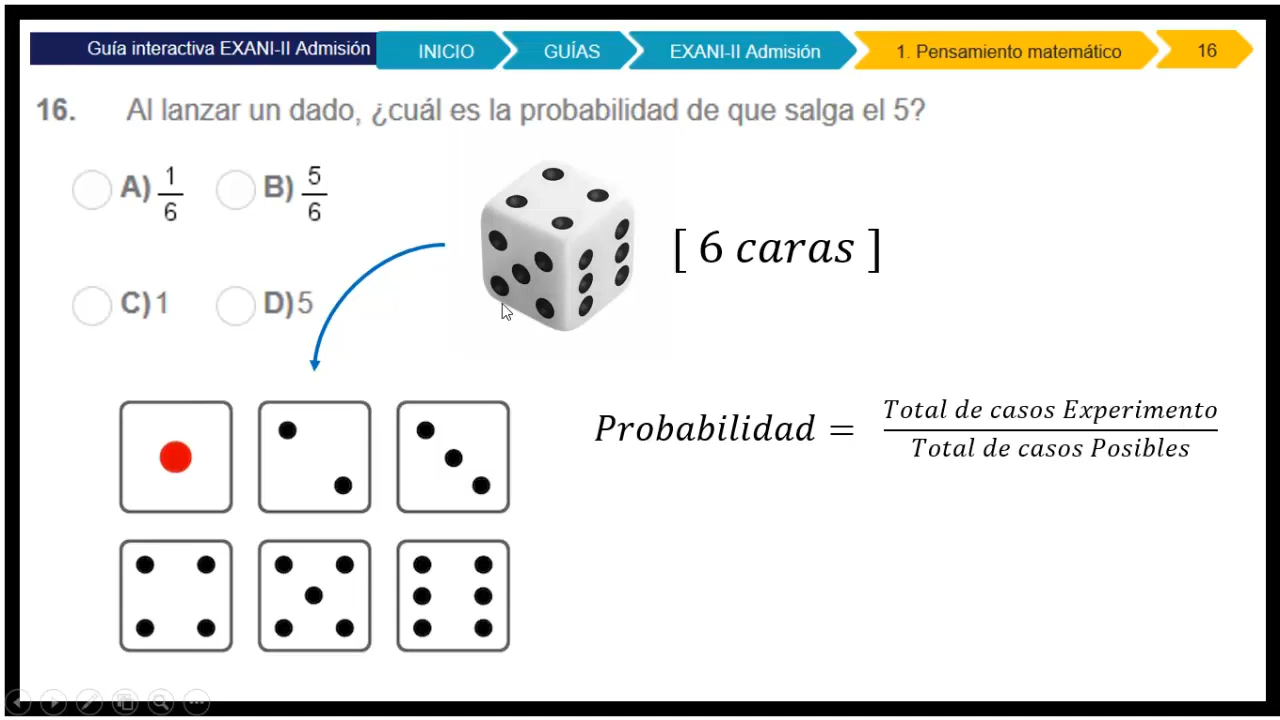 Guía interactiva EXANI-II Admisión INICIO GUÍAS EXANI-II Admisión 1. Pensamiento matemático 16
16. Al lanzar un dado, ¿cuál es la probabilidad de que salga el 5?
A) 1/6 B) 5/6
[ 6 caras ]
C) 1 D) 5
Probabilidad = Total de casos Experimento / Total de casos Posibles